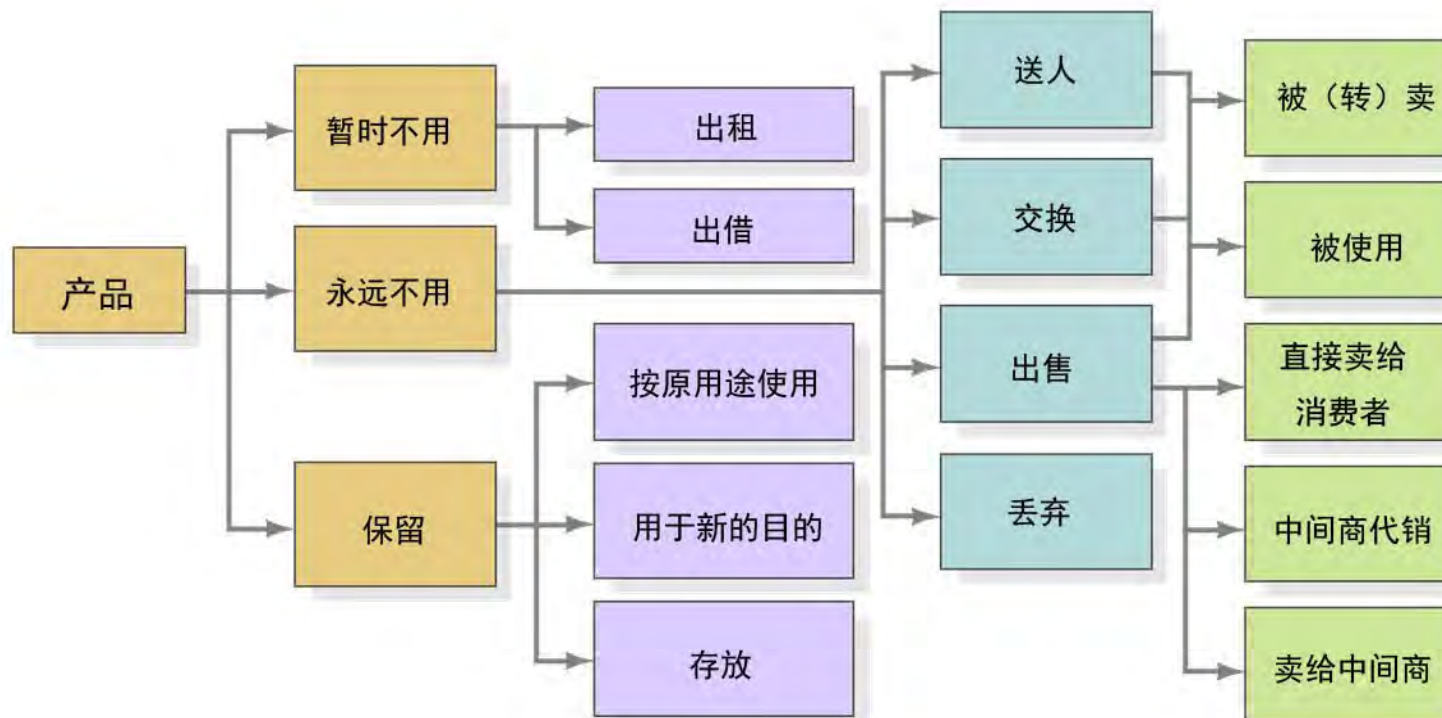 产品
暂时不用
永远不用
保留
出租
出借
按原用途使用
用于新的目的
存放
送人
交换
出售
丢弃
被（转）卖
被使用
直接卖给
消费者
中间商代销
卖给中间商